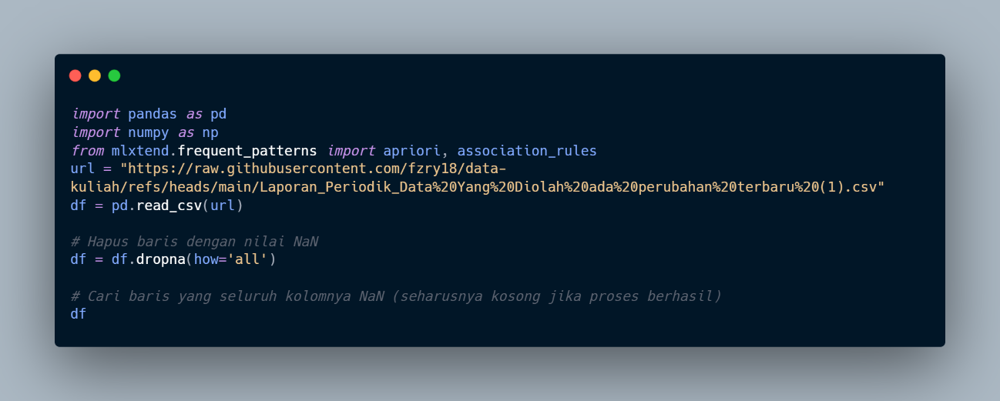 import pandas as pd
import numpy as np
from mlxtend.frequent_patterns import apriori, association_rules
url = "https://raw.githubusercontent.com/fzry18/data-
kuliah/refs/heads/main/Laporan_Periodik_Data%20Yang%20Diolah%20ada%20perubahan%20terbaru%20(1).csv"
df = pd.read_csv(url)
# Hapus baris dengan nilai NaN
df = df.dropna(how='all')
# Cari baris yang seluruh kolomnya NaN (seharusnya kosong jika proses berhasil)
df